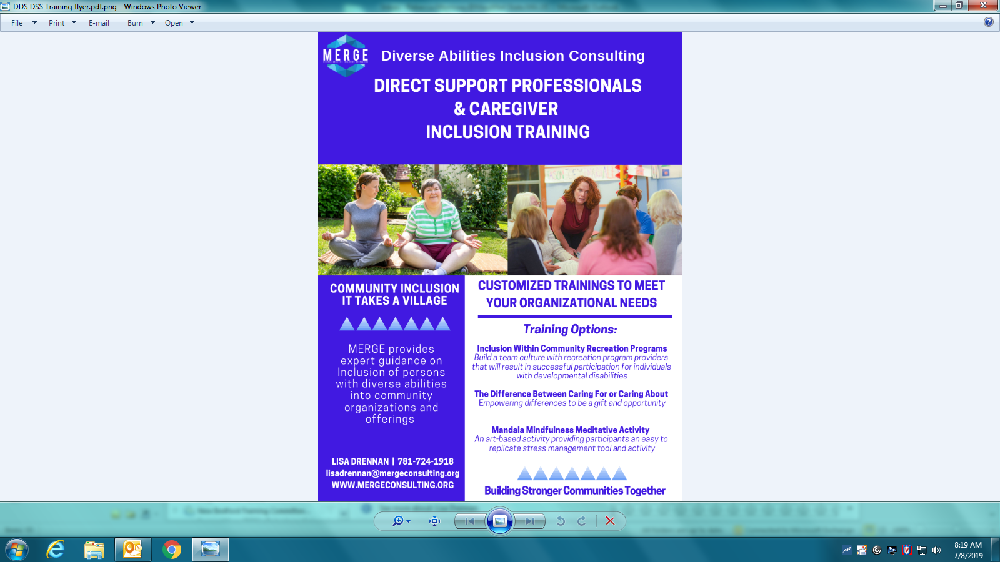 DDS DSS Training flyer.pdf.png - Windows Photo Viewer
File Print E-mail Burn Open
MERGE
Diverse Abilities Inclusion Consulting
DIRECT SUPPORT PROFESSIONALS
& CAREGIVER
INCLUSION TRAINING
COMMUNITY INCLUSION
IT TAKES A VILLAGE
MERGE provides
expert guidance on
Inclusion of persons
with diverse abilities
into community
organizations and
offerings
LISA DRENNAN | 781-724-1918
lisadrennan@mergeconsulting.org
WWW.MERGECONSULTING.ORG
CUSTOMIZED TRAININGS TO MEET
YOUR ORGANIZATIONAL NEEDS
Training Options:
Inclusion Within Community Recreation Programs
Build a team culture with recreation program providers
that will result in successful participation for individuals
with developmental disabilities
The Difference Between Caring For or Caring About
Empowering differences to be a gift and opportunity
Mandala Mindfulness Meditative Activity
An art-based activity providing participants an easy to
replicate stress management tool and activity
Building Stronger Communities Together
8:19 AM
7/8/2019